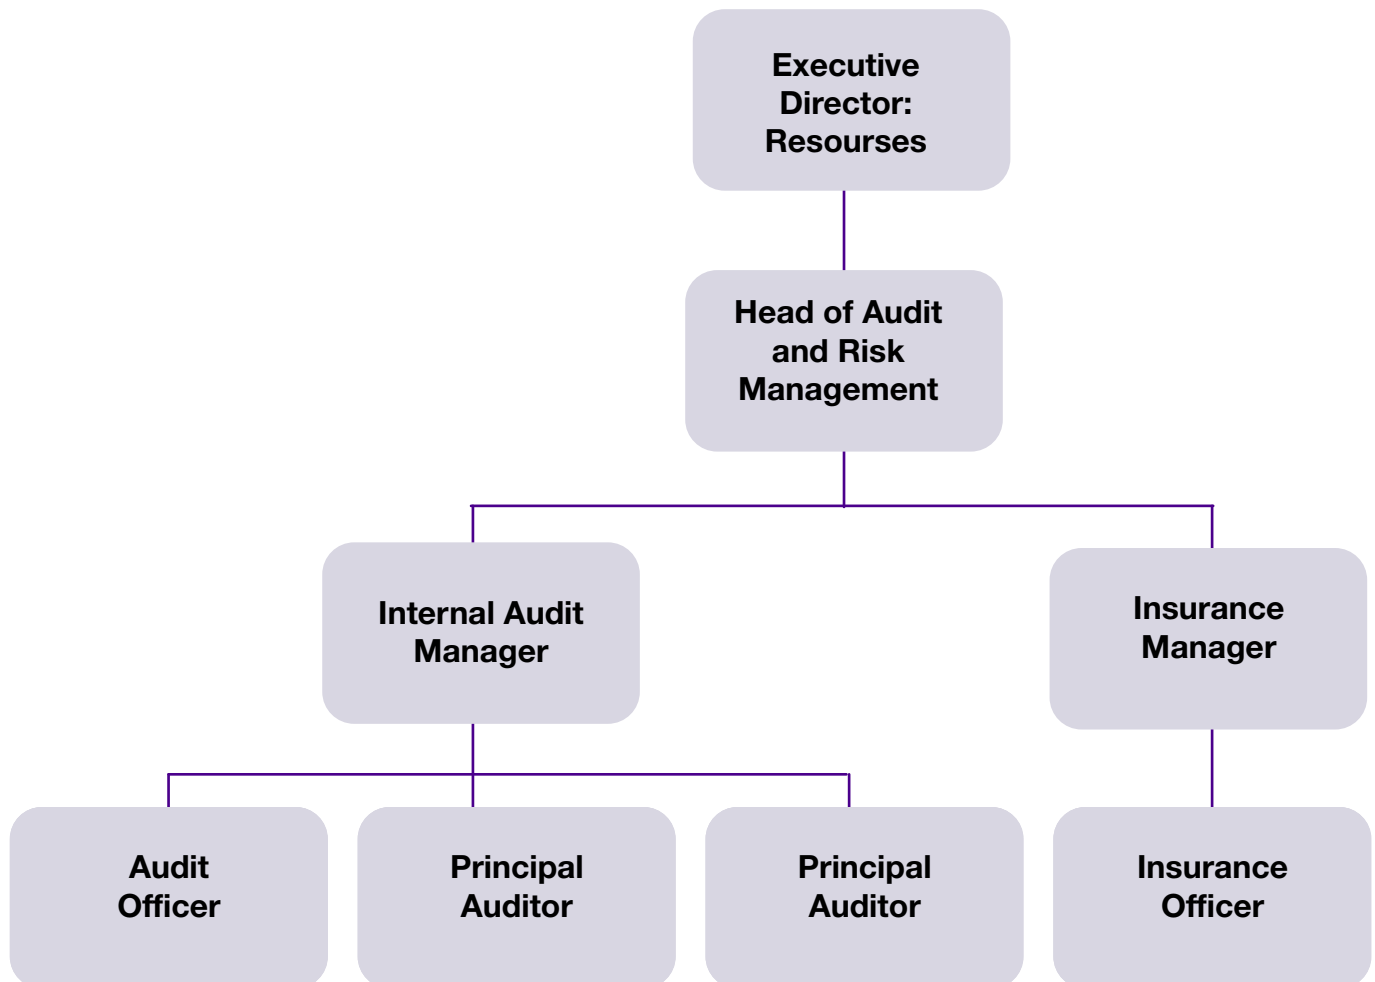 Executive
Director:
Resourses
Head of Audit
and Risk
Management
Internal Audit
Manager
Insurance
Manager
Audit
Officer
Principal
Auditor
Principal
Auditor
Insurance
Officer